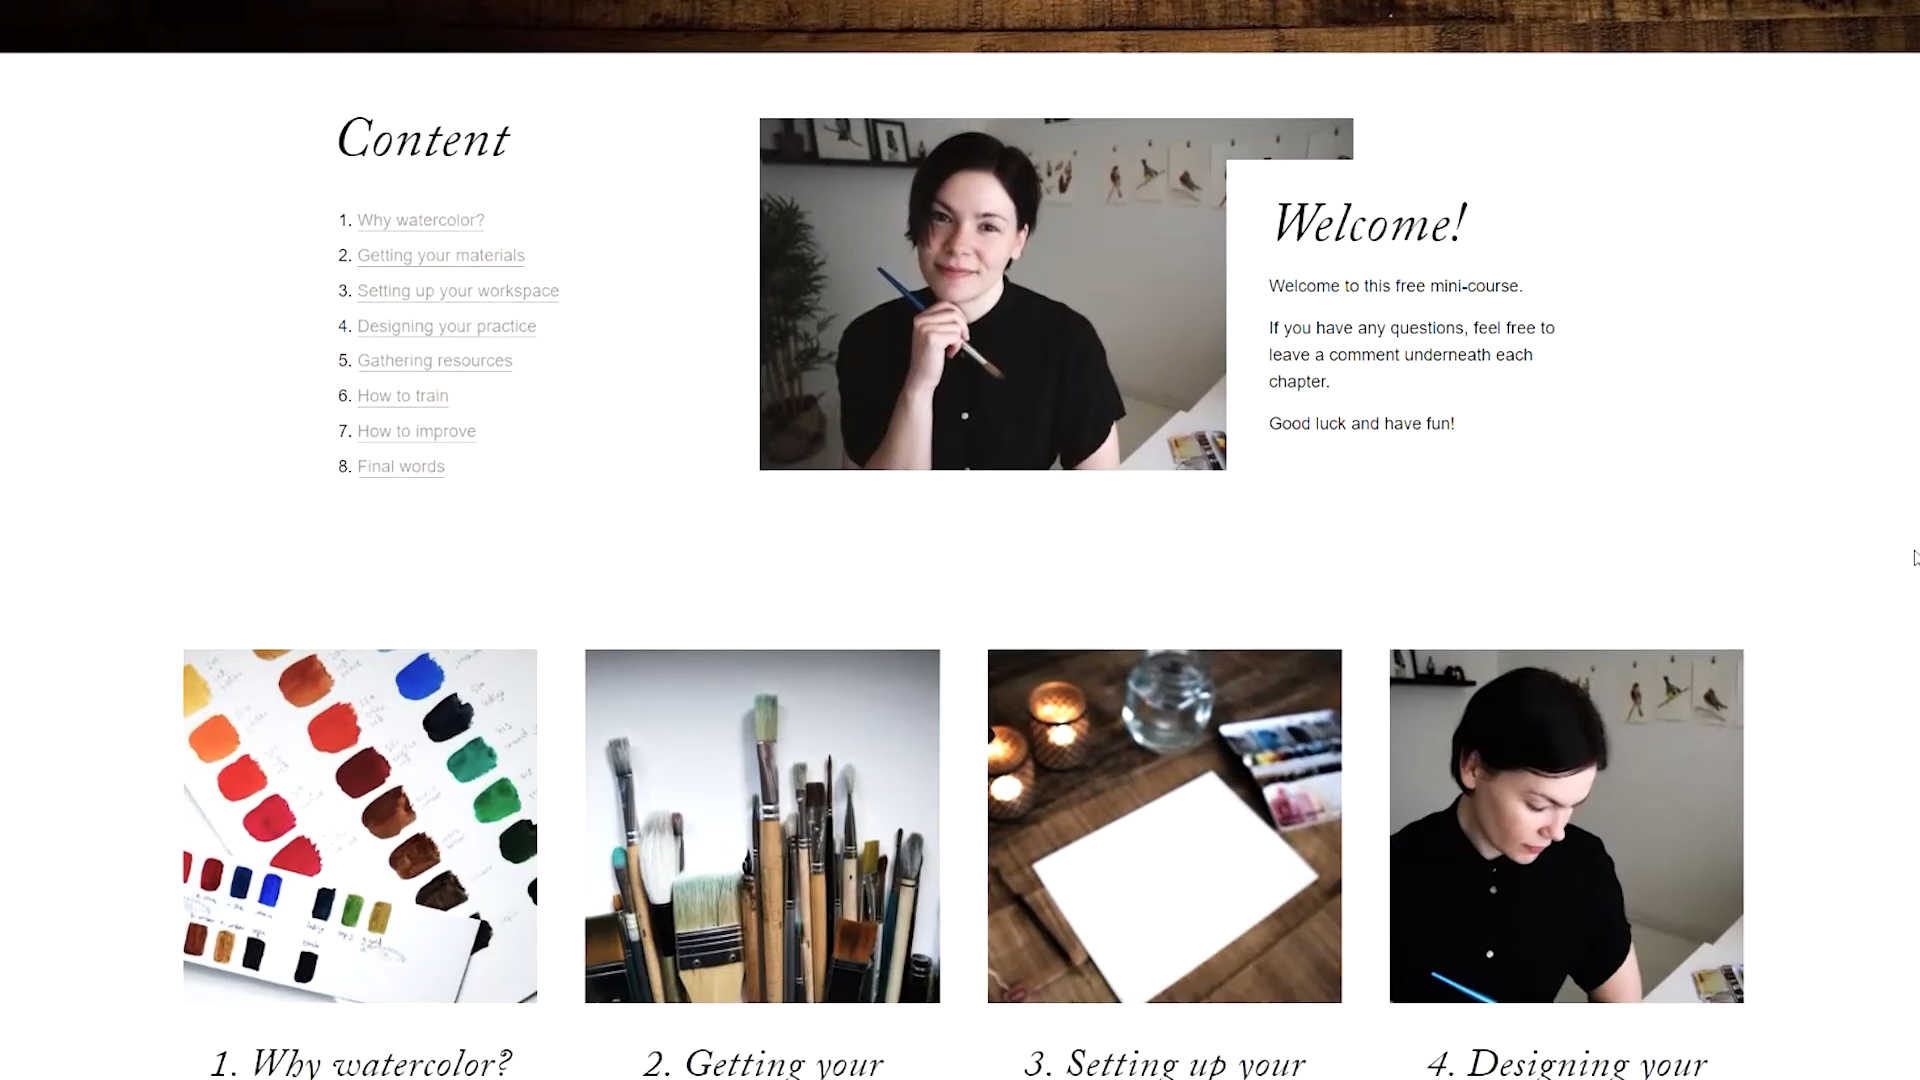 Content
1. Why watercolor?
2. Getting your materials
3. Setting up your workspace
4. Designing your practice
5. Gathering resources
6. How to train
7. How to improve
8. Final words
Welcome!
Welcome to this free mini-course.
If you have any questions, feel free to
leave a comment underneath each
chapter.
Good luck and have fun!
1. Why watercolor?
2. Getting your
3. Setting up your
4. Designing your